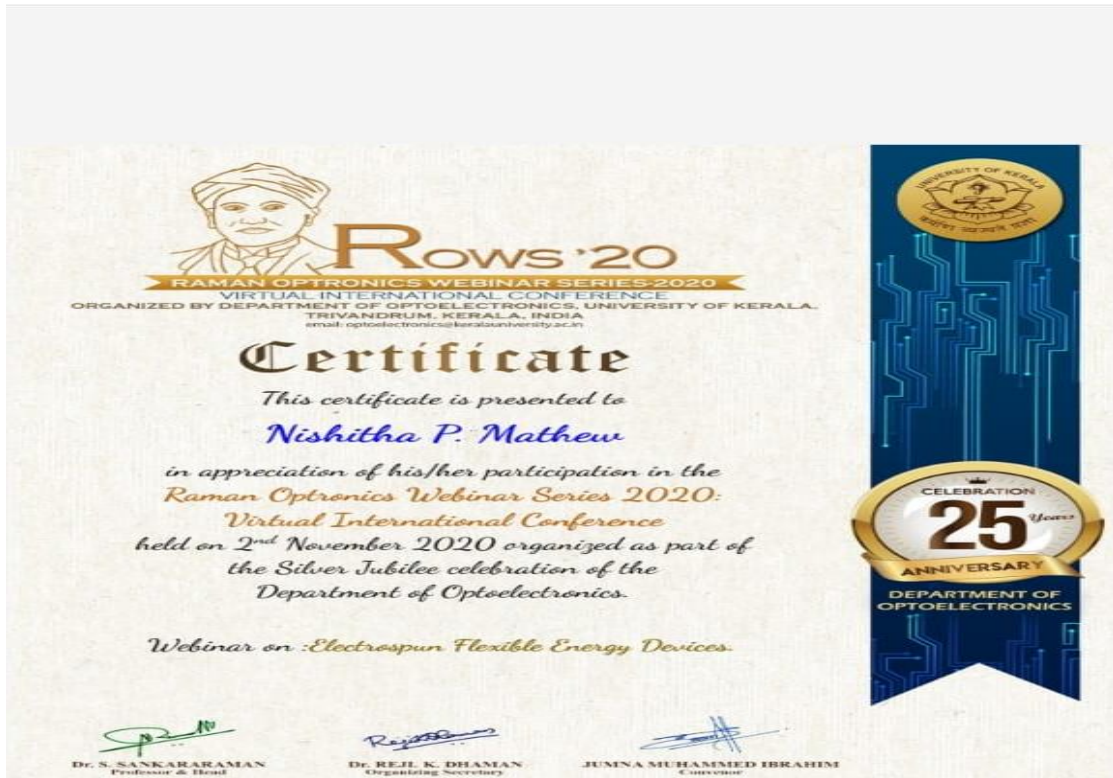 ROWS '20
RAMAN OPTRONICS WEBINAR SERIES-2020
VIRTUAL INTERNATIONAL CONFERENCE
ORGANIZED BY DEPARTMENT OF OPTOELECTRONICS, UNIVERSITY OF KERALA,
TRIVANDRUM, KERALA, INDIA
email: optoelectronics@keralauniversity.ac.in
Certificate
This certificate is presented to
Nishitha P. Mathew
in appreciation of his/her participation in the
Raman Optronics Webinar Series 2020:
Virtual International Conference
held on 2nd November 2020 organized as part of
the Silver Jubilee celebration of the
Department of Optoelectronics.
Webinar on :Electrospun Flexible Energy Devices.
Dr. S. SANKARARAMAN
Professor & Head
Dr. REJI. K. DHAMAN
Organizing Secretary
JUMNA MUHAMMED IBRAHIM
Convenor
UNIVERSITY OF KERALA
कर्मणि व्यज्यते प्रज्ञा
CELEBRATION
25 Years
ANNIVERSARY
DEPARTMENT OF
OPTOELECTRONICS